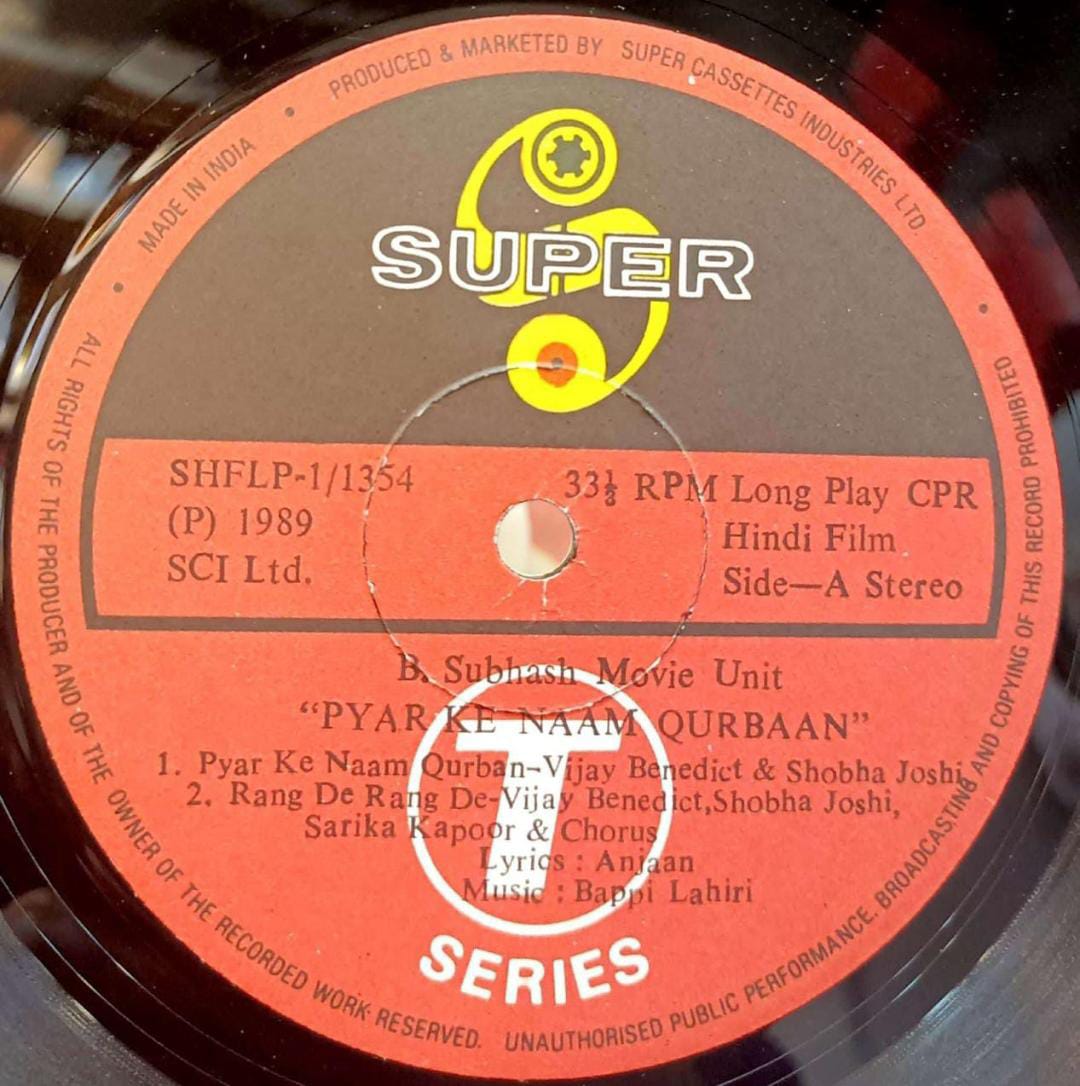 PRODUCED & MARKETED BY SUPER CASSETTES INDUSTRIES LTD.
MADE IN INDIA
SUPER
SHFLP-1/1354
33⅓ RPM Long Play CPR
(P) 1989
Hindi Film
SCI Ltd.
Side—A Stereo
B. Subhash Movie Unit
“PYAR KE NAAM QURBAAN”
1. Pyar Ke Naam Qurban-Vijay Benedict & Shobha Joshi
2. Rang De Rang De-Vijay Benedict,Shobha Joshi,
Sarika Kapoor & Chorus
Lyrics : Anjaan
Music : Bappi Lahiri
T
SERIES
ALL RIGHTS OF THE PRODUCER AND OF THE OWNER OF THE RECORDED WORK RESERVED. UNAUTHORISED PUBLIC PERFORMANCE. BROADCASTING AND COPYING OF THIS RECORD PROHIBITED